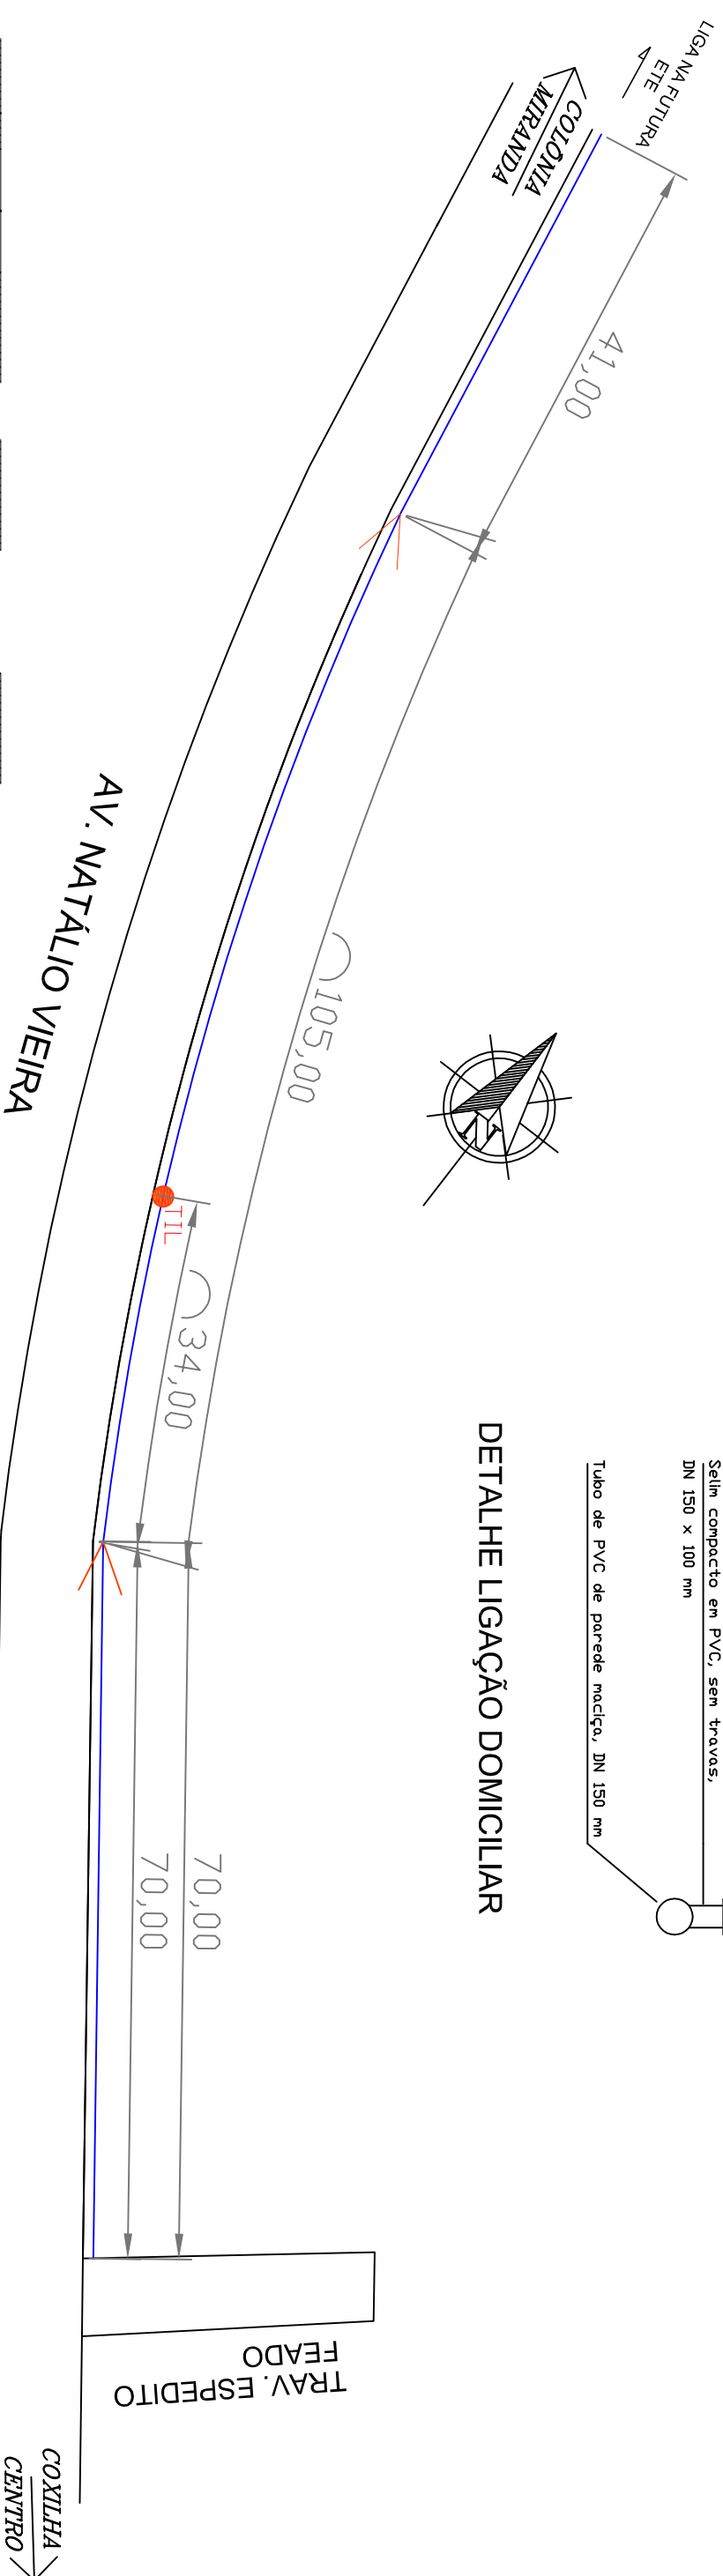 LIGA NA FUTURA
ETE
COLÔNIA
MIRANDA
41,00
AV. NATÁLIO VIEIRA
105,00
N
TIL
34,00
Selim compacto em PVC, sem travas,
DN 150 x 100 mm
Tubo de PVC de parede maciça, DN 150 mm
DETALHE LIGAÇÃO DOMICILIAR
70,00
70,00
TRAV. ESPEDITO
FEADO
COXILHA
CENTRO